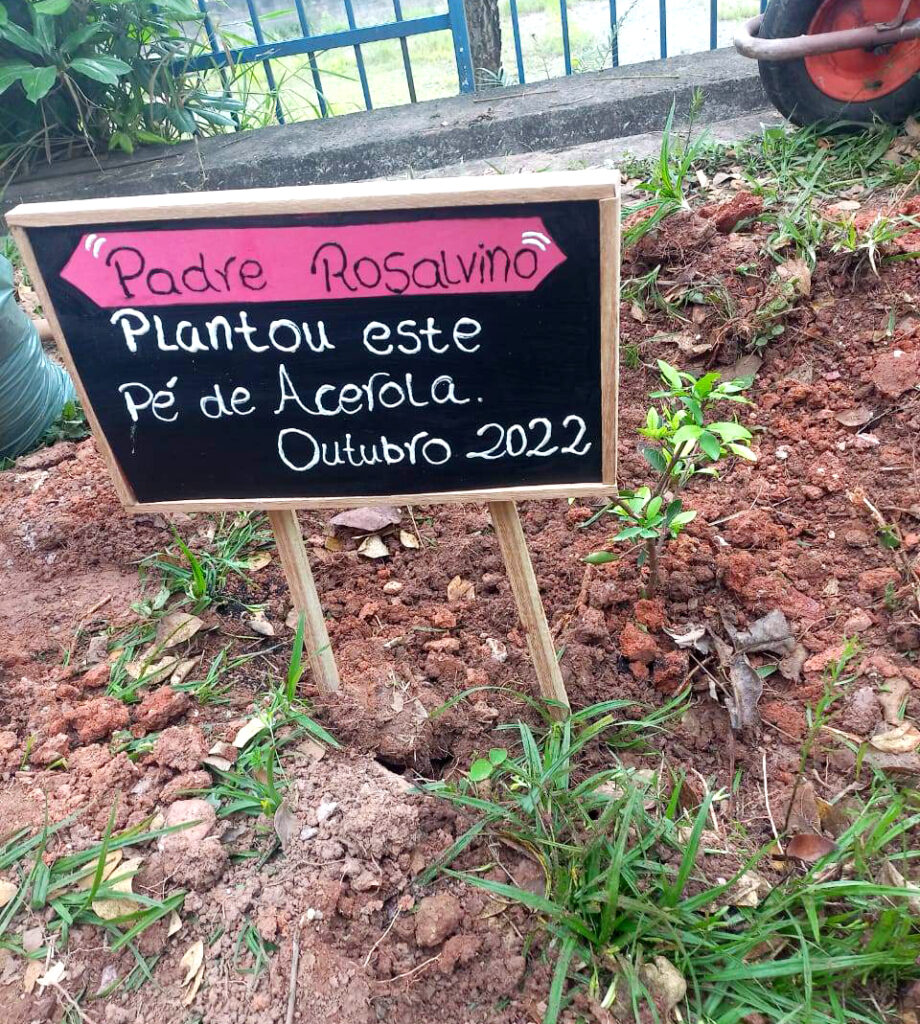 Padre Rosalvino
Plantou este
Pé de Acerola.
Outubro 2022